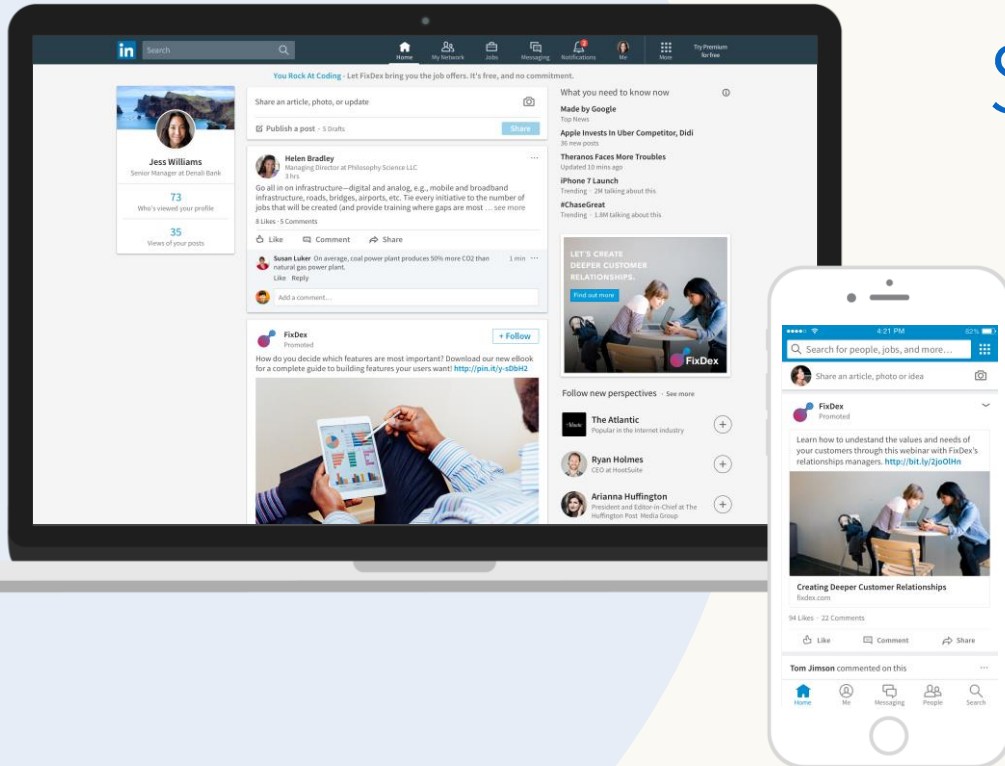 in Search
Home My Network Jobs Messaging Notifications Me More Try Premium
for free
2
You Rock At Coding - Let FixDex bring you the job offers. It's free, and no commitment.
Jess Williams
Senior Manager at Denali Bank
73
Who's viewed your profile
35
Views of your posts
Share an article, photo, or update
Publish a post · 5 Drafts
Share
Helen Bradley
Managing Director at Philosophy Science LLC
3 hrs
Go all in on infrastructure—digital and analog, e.g., mobile and broadband
infrastructure, roads, bridges, airports, etc. Tie every initiative to the number of
jobs that will be created (and provide training where gaps are most ... see more
8 Likes · 5 Comments
Like Comment Share
Susan Luker On average, coal power plant produces 50% more CO2 than
natural gas power plant.
1 min
Like Reply
Add a comment...
FixDex
Promoted
+ Follow
How do you decide which features are most important? Download our new eBook
for a complete guide to building features your users want! http://pin.it/y-sDbH2
What you need to know now
Made by Google
Top News
Apple Invests In Uber Competitor, Didi
36 new posts
Theranos Faces More Troubles
Updated 10 mins ago
iPhone 7 Launch
Trending · 2M talking about this
#ChaseGreat
Trending · 1.8M talking about this
LET'S CREATE
DEEPER CUSTOMER
RELATIONSHIPS.
Find out more
FixDex
Follow new perspectives · See more
The Atlantic
Popular in the internet industry
Ryan Holmes
CEO at HootSuite
Arianna Huffington
President and Editor-in-Chief at The
Huffington Post Media Group
4:21 PM
82%
Search for people, jobs, and more...
Share an article, photo or idea
FixDex
Promoted
Learn how to undestand the values and needs of
your customers through this webinar with FixDex's
relationships managers. http://bit.ly/2joOlHn
Creating Deeper Customer Relationships
fixdex.com
94 Likes · 22 Comments
Like Comment Share
Tom Jimson commented on this
Home Me Messaging People Search